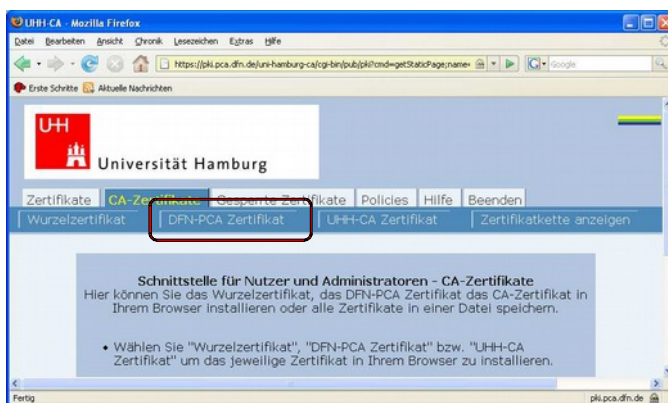 UHH-CA - Mozilla Firefox
Datei Bearbeiten Ansicht Chronik Lesezeichen Extras Hilfe
https://pki.pca.dfn.de/uni-hamburg-ca/cgi-bin/pub/pki?cmd=getStaticPage;name= Google
Erste Schritte Aktuelle Nachrichten
UH
Universität Hamburg
Zertifikate CA-Zertifikate Gesperrte Zertifikate Policies Hilfe Beenden
Wurzelzertifikat DFN-PCA Zertifikat UHH-CA Zertifikat Zertifikatkette anzeigen
Schnittstelle für Nutzer und Administratoren - CA-Zertifikate
Hier können Sie das Wurzelzertifikat, das DFN-PCA Zertifikat das CA-Zertifikat in
Ihrem Browser installieren oder alle Zertifikate in einer Datei speichern.
• Wählen Sie "Wurzelzertifikat", "DFN-PCA Zertifikat" bzw. "UHH-CA
Zertifikat" um das jeweilige Zertifikat in Ihrem Browser zu installieren.
Fertig pki.pca.dfn.de